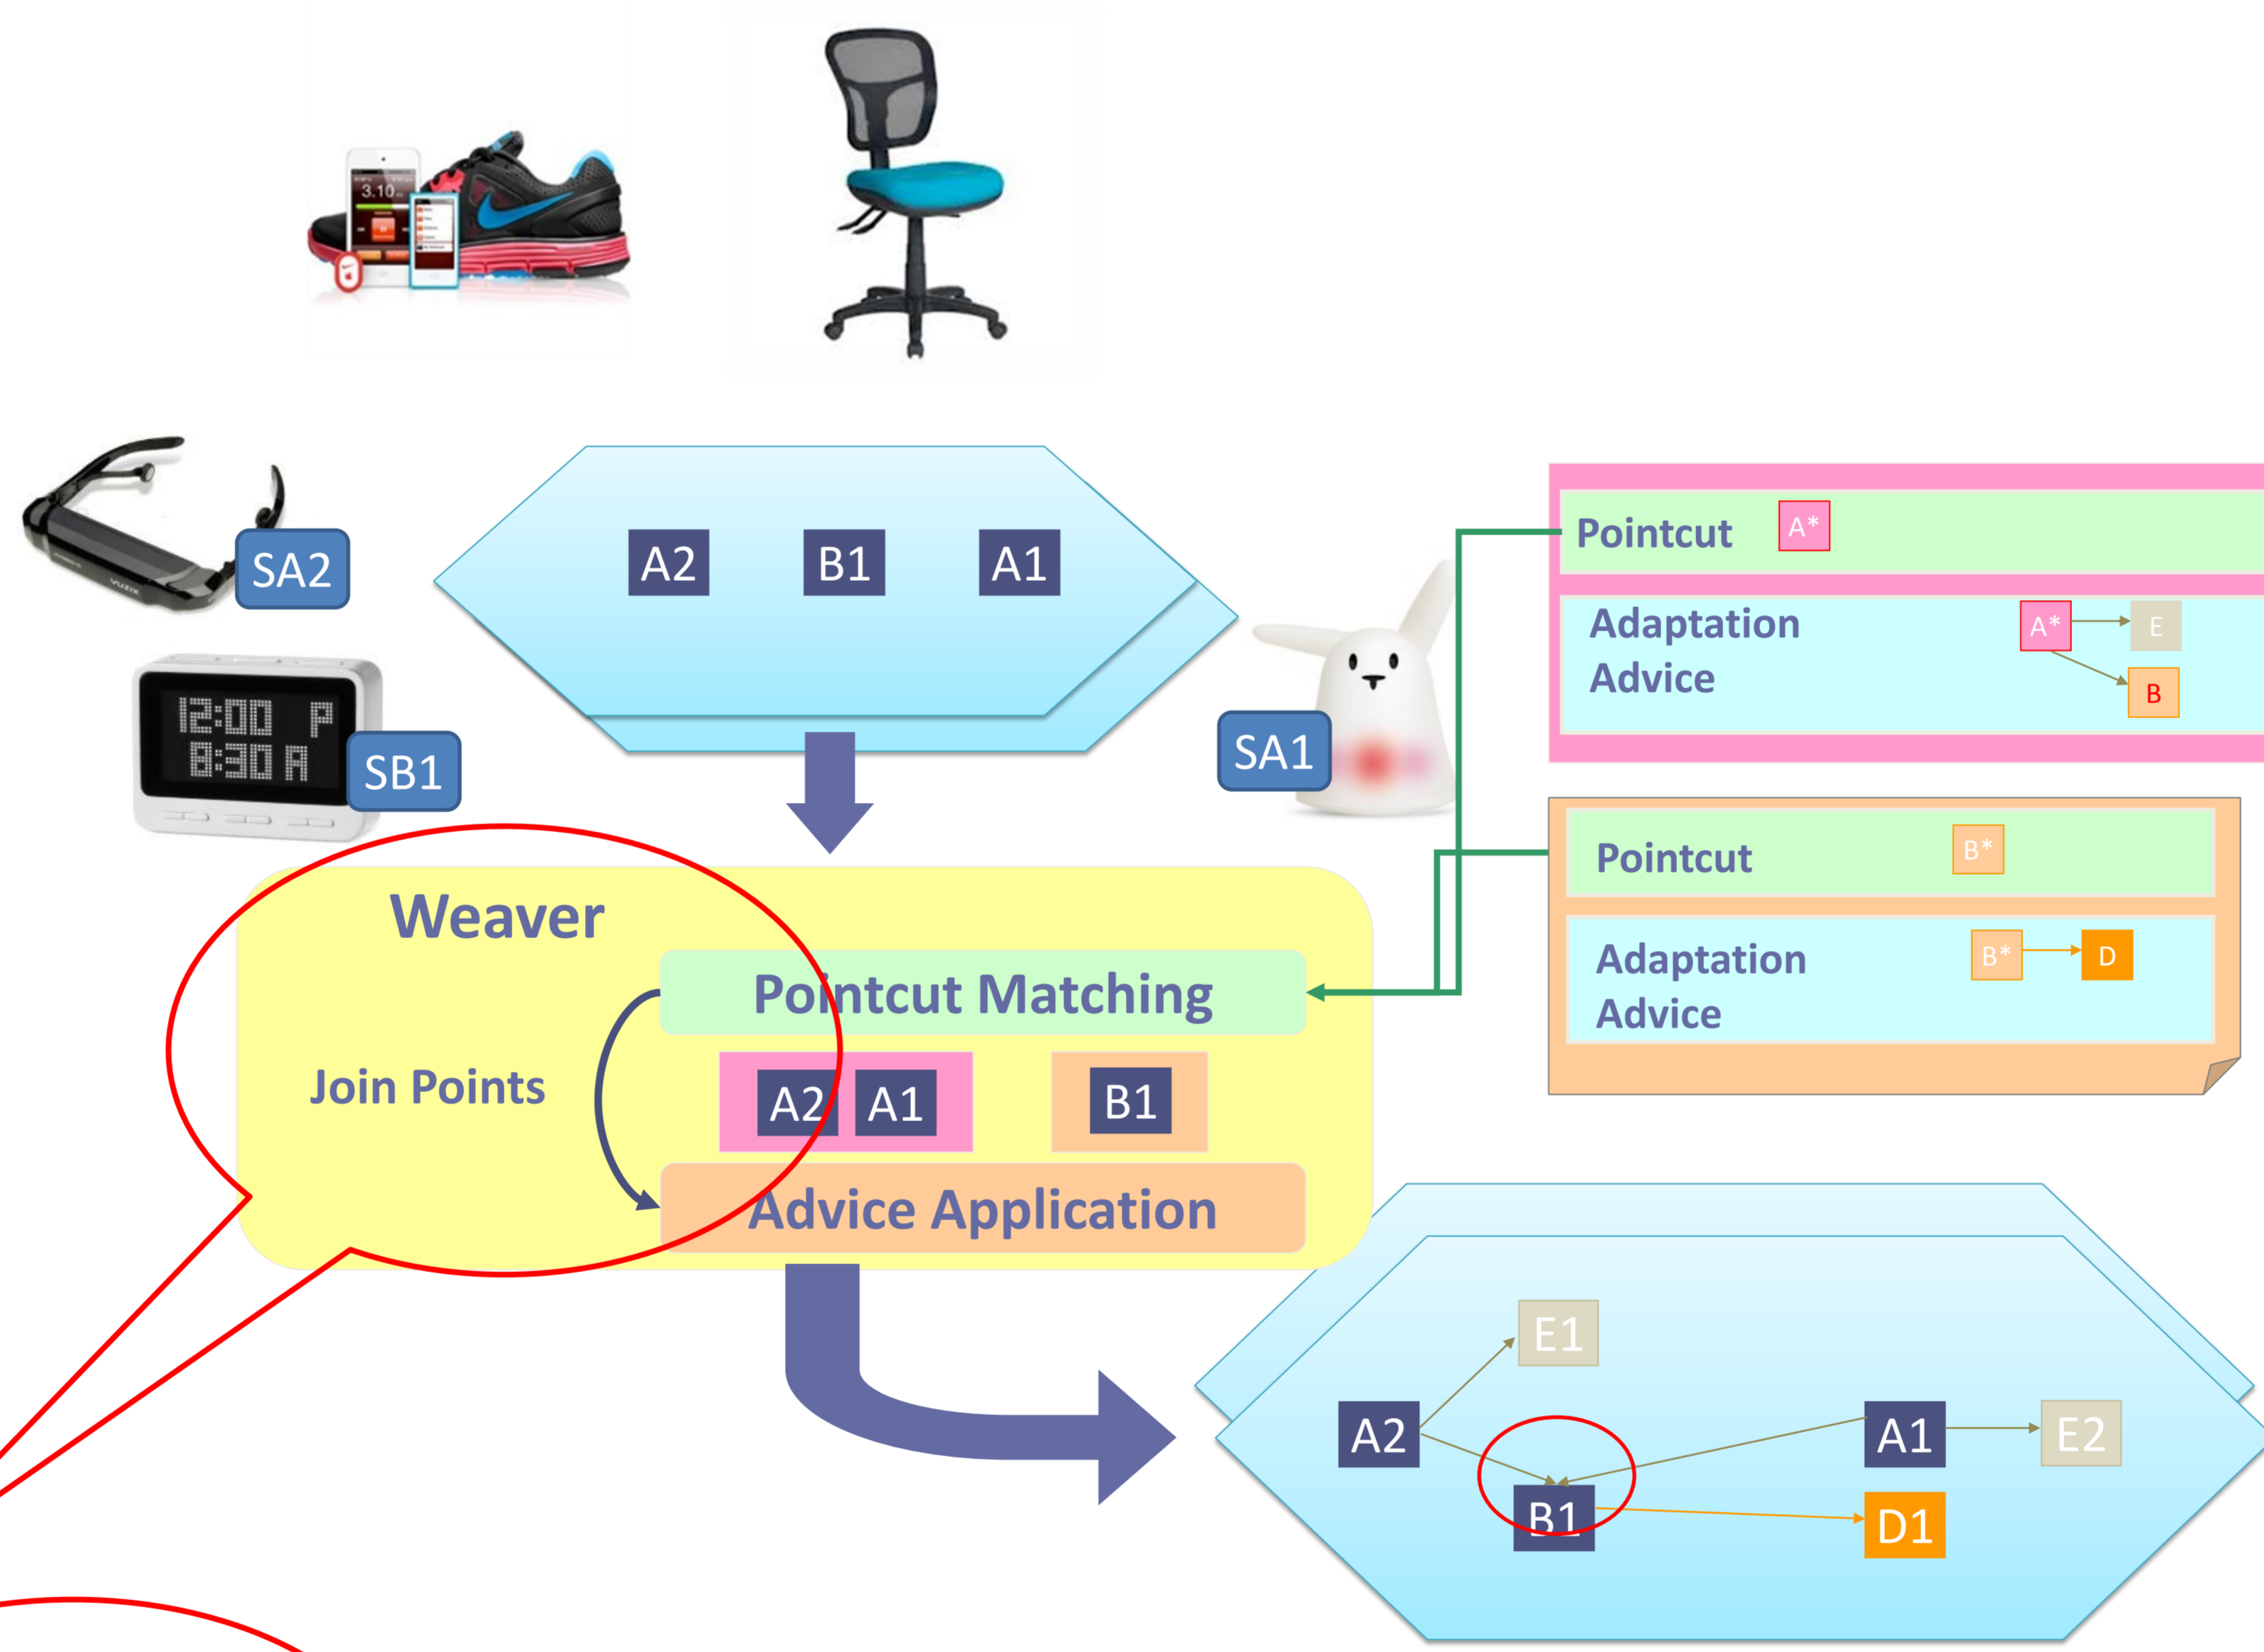 3.10
SA2
A2 B1 A1
12:00 P
8:30 A
SB1
SA1
Pointcut A*
Adaptation
Advice
A* E
B
Pointcut B*
Adaptation
Advice
B* D
Weaver
Pointcut Matching
Join Points
A2 A1 B1
Advice Application
E1
A2 A1 E2
B1 D1